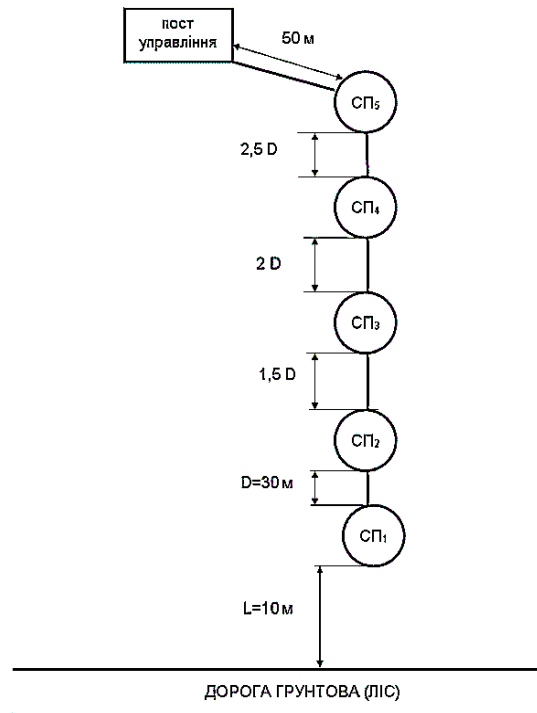 пост
управління
50 м
СП₅
2,5 D
СП₄
2 D
СП₃
1,5 D
СП₂
D=30 м
СП₁
L=10 м
ДОРОГА ГРУНТОВА (ЛІС)